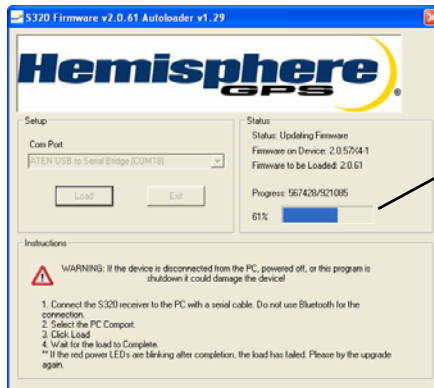 S320 Firmware v2.0.61 Autoloader v1.29
Hemisphere
GPS
®
Setup
Com Port
ATEN USB to Serial Bridge (COM18)
Load
Exit
Status
Status: Updating Firmware
Firmware on Device: 2.0.57X4-1
Firmware to be Loaded: 2.0.61
Progress: 567428/921085
61%
Instructions
WARNING: If the device is disconnected from the PC, powered off, or this program is
shutdown it could damage the device!
1. Connect the S320 receiver to the PC with a serial cable. Do not use Bluetooth for the
connection.
2. Select the PC Comport.
3. Click Load
4. Wait for the load to Complete.
** If the red power LEDs are blinking after completion, the load has failed. Please try the upgrade
again.